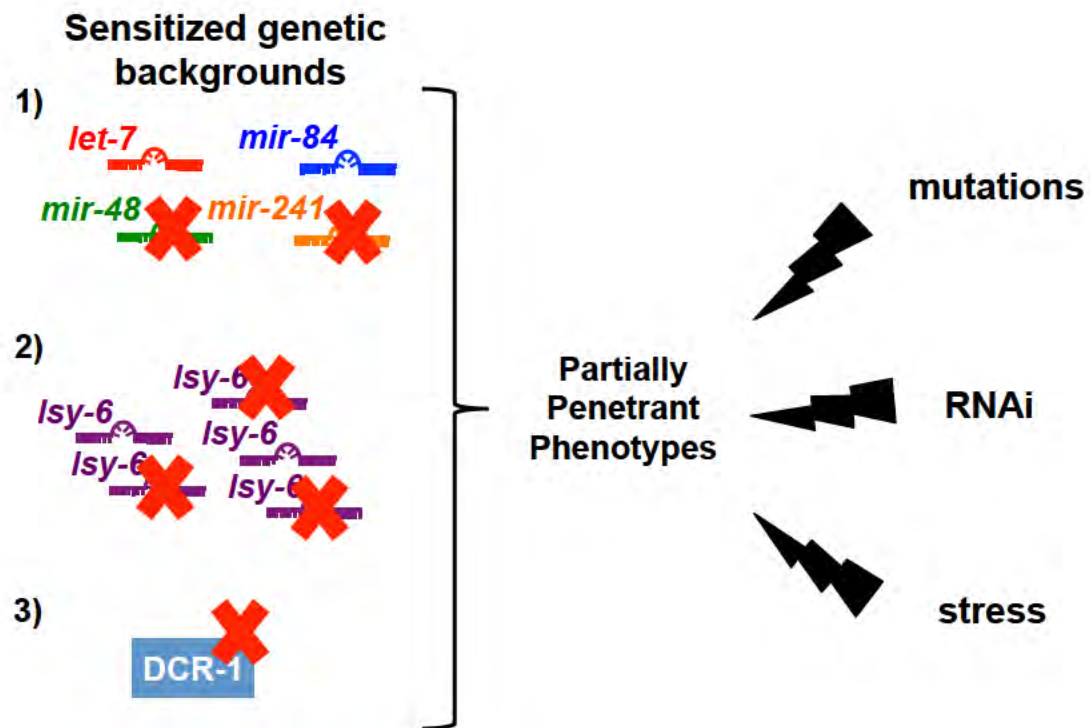 Sensitized genetic
backgrounds
1)
let-7
mir-84
mir-48
mir-241
2)
lsy-6
lsy-6
lsy-6
lsy-6
lsy-6
3)
DCR-1
Partially
Penetrant
Phenotypes
mutations
RNAi
stress